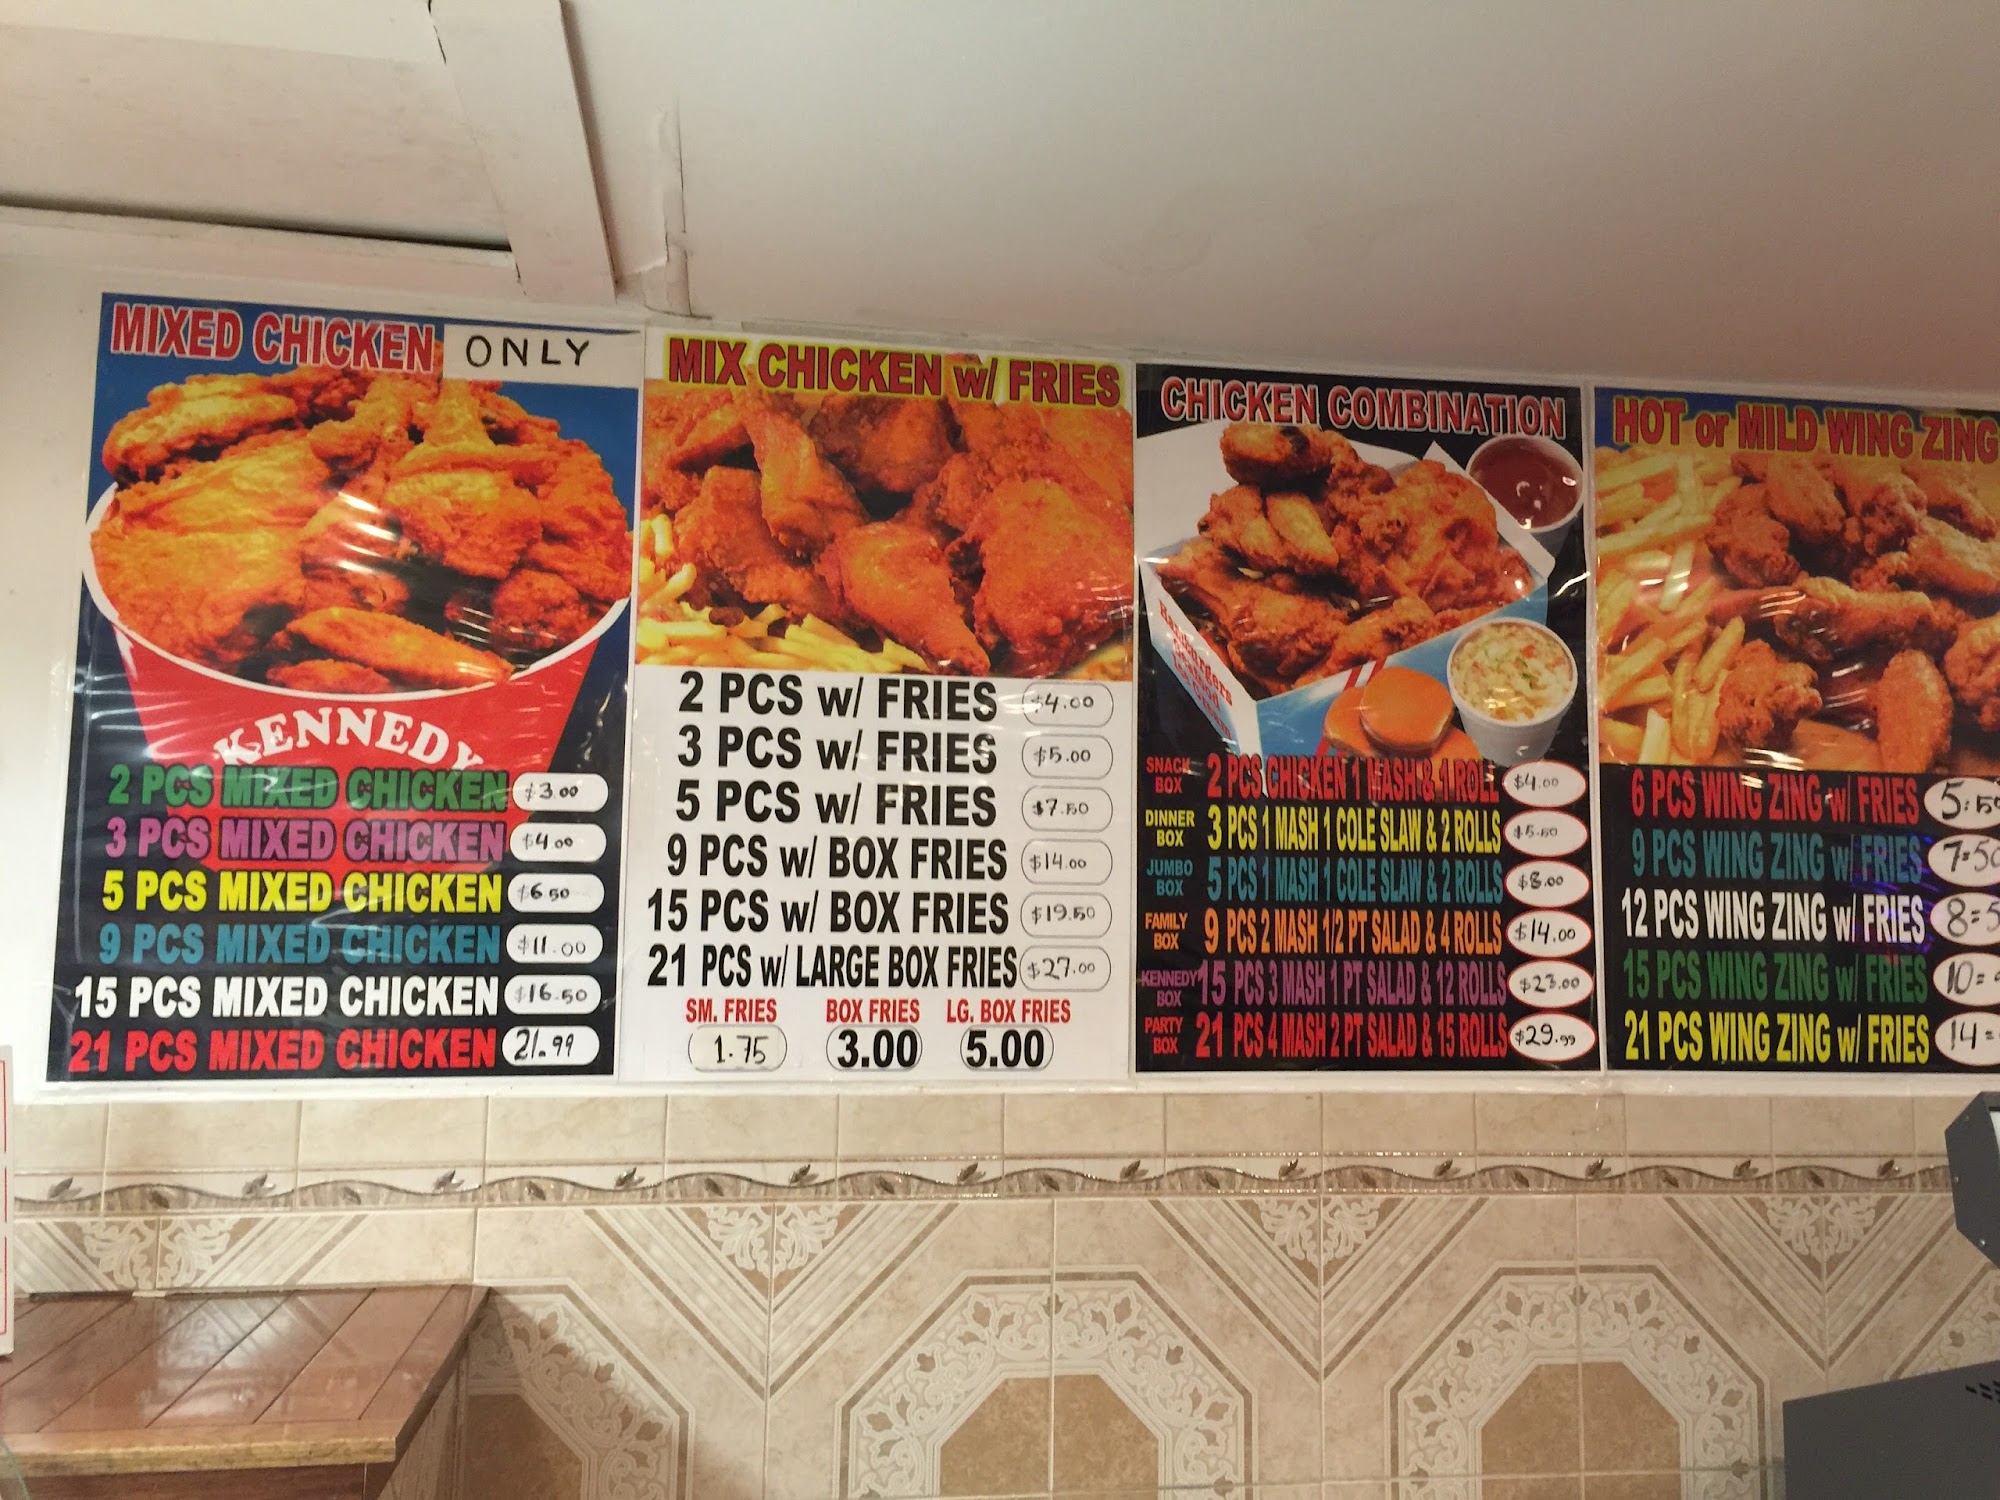 MIXED CHICKEN ONLY
KENNEDY
2 PCS MIXED CHICKEN $3.00
3 PCS MIXED CHICKEN $4.00
5 PCS MIXED CHICKEN $6.50
9 PCS MIXED CHICKEN $11.00
15 PCS MIXED CHICKEN $16.50
21 PCS MIXED CHICKEN 21.99
MIX CHICKEN w/ FRIES
2 PCS w/ FRIES $4.00
3 PCS w/ FRIES $5.00
5 PCS w/ FRIES $7.50
9 PCS w/ BOX FRIES $14.00
15 PCS w/ BOX FRIES $19.50
21 PCS w/ LARGE BOX FRIES $27.00
SM. FRIES BOX FRIES LG. BOX FRIES
1.75 3.00 5.00
CHICKEN COMBINATION
Hamburgers
SNACK BOX 2 PCS CHICKEN 1 MASH & 1 ROLL $4.00
DINNER BOX 3 PCS 1 MASH 1 COLE SLAW & 2 ROLLS $5.50
JUMBO BOX 5 PCS 1 MASH 1 COLE SLAW & 2 ROLLS $8.00
FAMILY BOX 9 PCS 2 MASH 1/2 PT SALAD & 4 ROLLS $14.00
KENNEDY BOX 15 PCS 3 MASH 1 PT SALAD & 12 ROLLS $23.00
PARTY BOX 21 PCS 4 MASH 2 PT SALAD & 15 ROLLS $29.99
HOT or MILD WING ZING
6 PCS WING ZING w/ FRIES 5:50
9 PCS WING ZING w/ FRIES 7=50
12 PCS WING ZING w/ FRIES 8=5
15 PCS WING ZING w/ FRIES 10=
21 PCS WING ZING w/ FRIES 14=